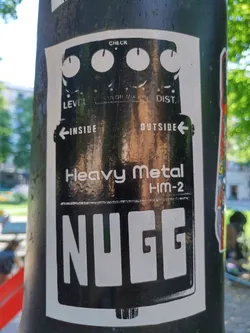 CHECK
LEVEL DIST.
INSIDE OUTSIDE
Heavy Metal
HM-2
NUGG